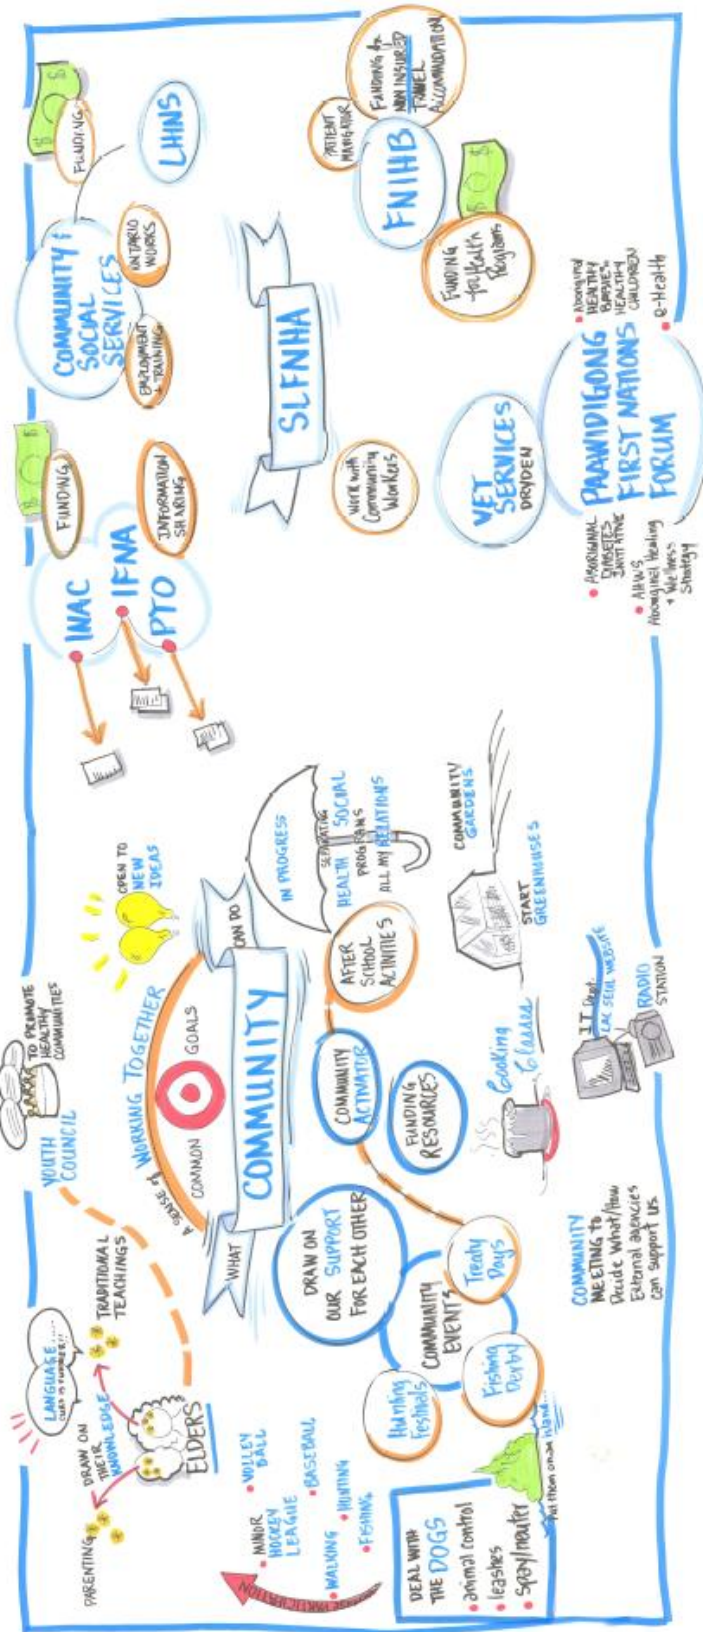 PARENTING
DRAW ON
THEIR
KNOWLEDGE
LANGUAGE.....
TRADITIONAL
TEACHINGS
ELDERS
YOUTH
COUNCIL
TO PROMOTE
HEALTHY
COMMUNITIES
MINOR
HOCKEY
LEAGUE
VOLLEY
BALL
BASEBALL
WALKING
HUNTING
FISHING
PARTICIPATION
DEAL WITH
THE DOGS
animal control
leashes
spay/neuter
Put them on an island...
A SENSE of WORKING TOGETHER
COMMON GOALS
WHAT
COMMUNITY
CAN DO
OPEN TO
NEW
IDEAS
DRAW ON
OUR SUPPORT
FOR EACH OTHER
COMMUNITY
EVENTS
Hunting
Festivals
Fishing
Derby
Treaty
Days
COMMUNITY
ACTIVATOR
FUNDING
RESOURCES
AFTER
SCHOOL
ACTIVITIES
IN PROGRESS
SEPARATING
HEALTH SOCIAL
PROGRAMS
ALL MY RELATIONS
Cooking
Classes
START
GREENHOUSES
COMMUNITY
GARDENS
COMMUNITY
MEETING to
Decide What/How
External agencies
can support us
I.T Dept.
LAC SEUL WEBSITE
RADIO
STATION
INAC
IFNA
PTO
FUNDING
INFORMATION
SHARING
COMMUNITY &
SOCIAL
SERVICES
EMPLOYMENT
+ TRAINING
ONTARIO
WORKS
FUNDING
LHINS
SLFNHA
Work with
Community
Workers
FNIHB
PATIENT
NAVIGATOR
FUNDING for
NON INSURED
TRAVEL
ACCOMMODATION
FUNDING
for Health
Programs
VET
SERVICES
DRYDEN
PAAWIDIGONG
FIRST NATIONS
FORUM
ABORIGINAL
DIABETES
INITIATIVE
AHWS
Aboriginal Healing
+ Wellness
Strategy
Aboriginal
HEALTHY
BABIES
HEALTHY
CHILDREN